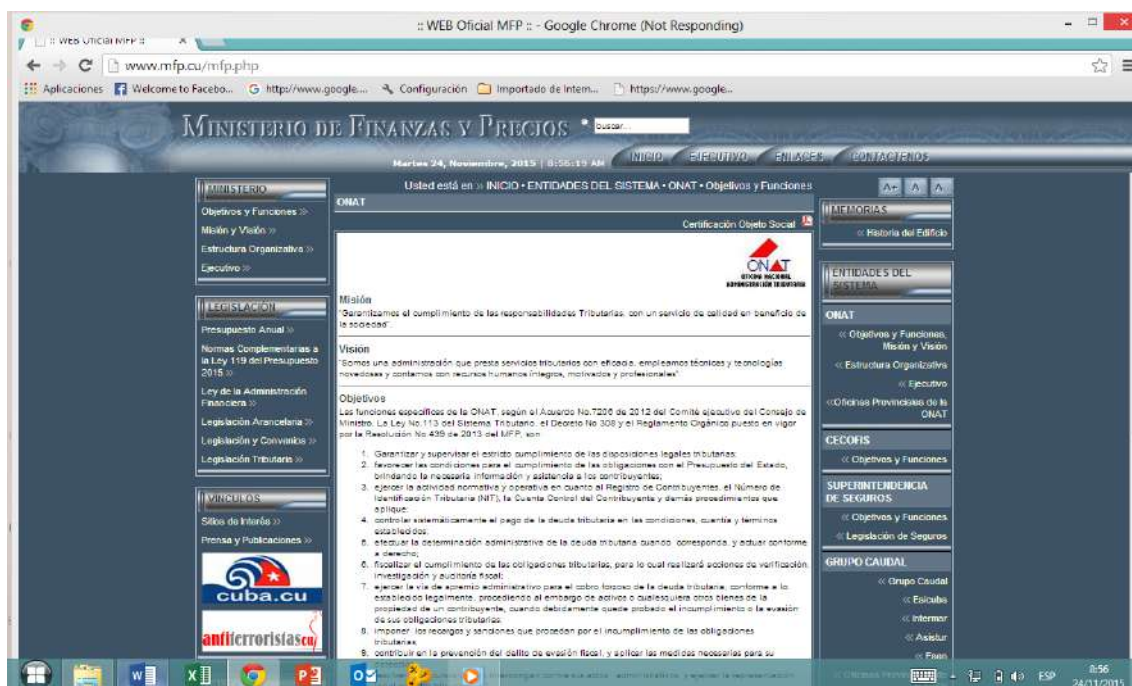 :: WEB Oficial MFP :: - Google Chrome (Not Responding)
:: WEB Oficial MFP ::
www.mfp.cu/mfp.php
Aplicaciones Welcome to Facebo... http://www.google.... Configuración Importado de Intern... https://www.google...
MINISTERIO DE FINANZAS Y PRECIOS
buscar...
Martes 24, Noviembre, 2015 | 8:56:19 AM
INICIO EJECUTIVO ENLACES CONTACTENOS
Usted está en » INICIO • ENTIDADES DEL SISTEMA • ONAT • Objetivos y Funciones
A+ A A-
MINISTERIO
Objetivos y Funciones »
Misión y Visión »
Estructura Organizativa »
Ejecutivo »
LEGISLACIÓN
Presupuesto Anual »
Normas Complementarias a
la Ley 119 del Presupuesto
2015 »
Ley de la Administración
Financiera »
Legislación Arancelaria »
Legislación y Convenios »
Legislación Tributaria »
VINCULOS
Sitios de Interés »
Prensa y Publicaciones »
cuba.cu
antiterroristas.cu
ONAT
Certificación Objeto Social
ONAT
OFICINA NACIONAL
ADMINISTRACIÓN TRIBUTARIA
Misión
"Garantizamos el cumplimiento de las responsabilidades Tributarias, con un servicio de calidad en beneficio de
la sociedad".
Visión
"Somos una administración que presta servicios tributarios con eficacia, empleamos técnicas y tecnologías
novedosas y contamos con recursos humanos íntegros, motivados y profesionales"
Objetivos
Las funciones específicas de la ONAT, según el Acuerdo No.7206 de 2012 del Comité ejecutivo del Consejo de
Ministro. La Ley No.113 del Sistema Tributario, el Decreto No 308 y el Reglamento Orgánico puesto en vigor
por la Resolución No 439 de 2013 del MFP, son
1. Garantizar y supervisar el estricto cumplimiento de las disposiciones legales tributarias;
2. favorecer las condiciones para el cumplimiento de las obligaciones con el Presupuesto del Estado,
brindando la necesaria información y asistencia a los contribuyentes;
3. ejercer la actividad normativa y operativa en cuanto al Registro de Contribuyentes, el Número de
Identificación Tributaria (NIT), la Cuenta Control del Contribuyente y demás procedimientos que
aplique;
4. controlar sistemáticamente el pago de la deuda tributaria en las condiciones, cuantía y términos
establecidos;
5. efectuar la determinación administrativa de la deuda tributaria cuando corresponda, y actuar conforme
a derecho;
6. fiscalizar el cumplimiento de las obligaciones tributarias, para lo cual realizará acciones de verificación,
investigación y auditoría fiscal;
7. ejercer la vía de apremio administrativo para el cobro forzoso de la deuda tributaria, conforme a lo
establecido legalmente, procediendo al embargo de activos o cualesquiera otros bienes de la
propiedad de un contribuyente, cuando debidamente quede probado el incumplimiento o la evasión
de sus obligaciones tributarias;
8. imponer los recargos y sanciones que procedan por el incumplimiento de las obligaciones
tributarias;
9. contribuir en la prevención del delito de evasión fiscal, y aplicar las medidas necesarias para su
MEMORIAS
« Historia del Edificio
ENTIDADES DEL
SISTEMA
ONAT
« Objetivos y Funciones,
Misión y Visión
« Estructura Organizativa
« Ejecutivo
«Oficinas Provinciales de la
ONAT
CECOFIS
« Objetivos y Funciones
SUPERINTENDENCIA
DE SEGUROS
« Objetivos y Funciones
« Legislación de Seguros
GRUPO CAUDAL
« Grupo Caudal
« Esicuba
« Intermar
« Asistur
ESP
8:56
24/11/2015